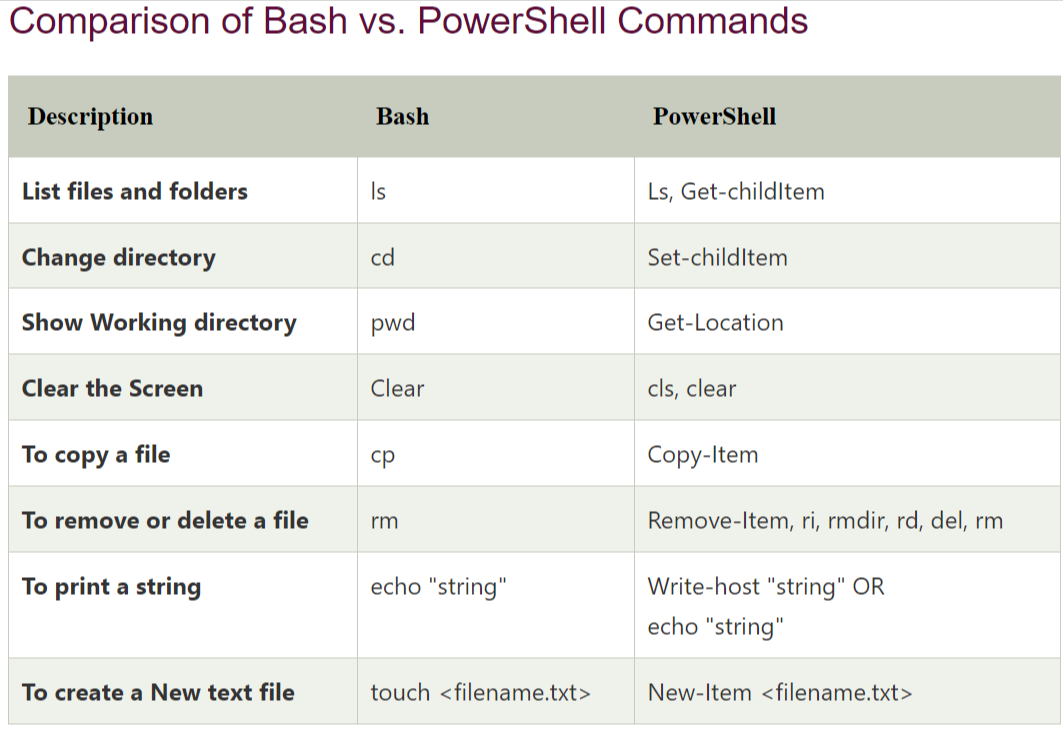 Comparison of Bash vs. PowerShell Commands
Description Bash PowerShell
List files and folders ls Ls, Get-childItem
Change directory cd Set-childItem
Show Working directory pwd Get-Location
Clear the Screen Clear cls, clear
To copy a file cp Copy-Item
To remove or delete a file rm Remove-Item, ri, rmdir, rd, del, rm
To print a string echo "string" Write-host "string" OR
echo "string"
To create a New text file touch <filename.txt> New-Item <filename.txt>